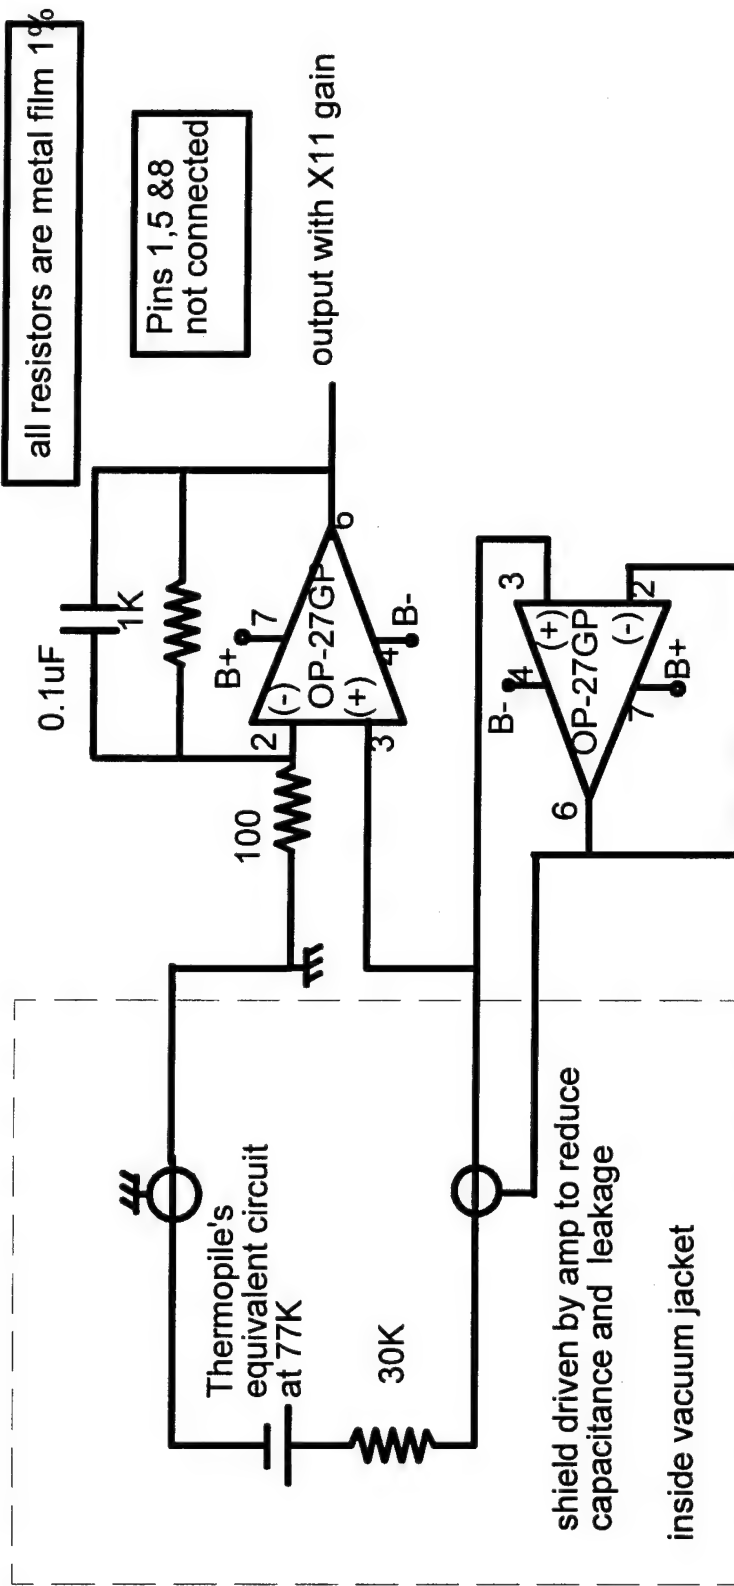 all resistors are metal film 1%
Pins 1,5 &8
not connected
output with X11 gain
0.1uF
1K
B+
7
2
(-)
OP-27GP
6
(+)
3
4
B-
100
Thermopile's
equivalent circuit
at 77K
30K
3
(+)
B-
4
OP-27GP
(-)
2
6
7
B+
shield driven by amp to reduce
capacitance and leakage
inside vacuum jacket